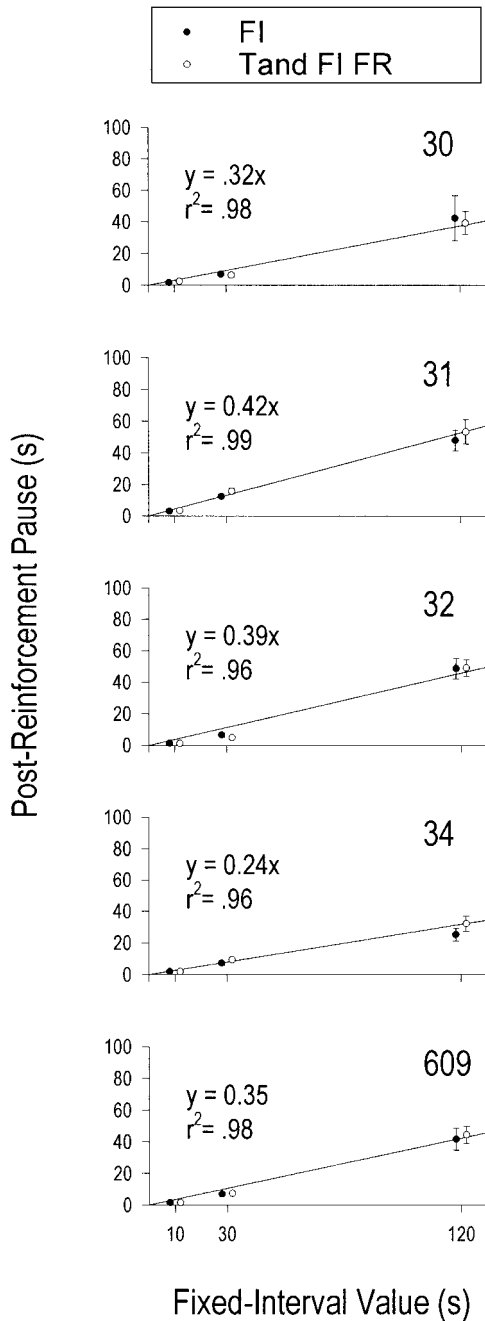 FI
Tand FI FR
100
80
60
40
20
0
y = .32x
r²= .98
30
100
80
60
40
20
0
y = 0.42x
r²= .99
31
100
80
60
40
20
0
y = 0.39x
r²= .96
32
100
80
60
40
20
0
y = 0.24x
r²= .96
34
100
80
60
40
20
0
y = 0.35
r²= .98
609
10 30 120
Post-Reinforcement Pause (s)
Fixed-Interval Value (s)